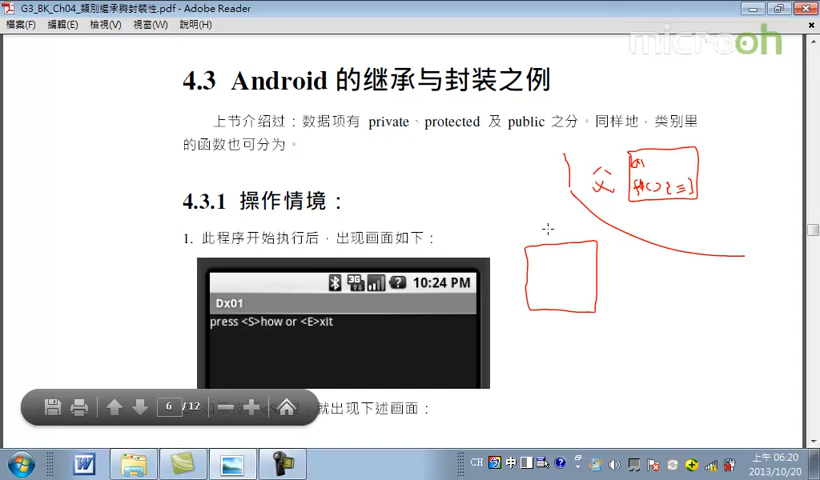 G3_BK_Ch04_類別繼承與封裝性.pdf - Adobe Reader
檔案(F) 編輯(E) 檢視(V) 視窗(W) 說明(H)
microoh
4.3 Android 的继承与封装之例
上节介绍过：数据项有 private、protected 及 public 之分。同样地，类别里
的函数也可分为。
父
4.3.1 操作情境：
1. 此程序开始执行后，出现画面如下：
3G
10:24 PM
Dx01
press <S>how or <E>xit
6 /12
就出现下述画面：
CH 中
上午 06:20
2013/10/20